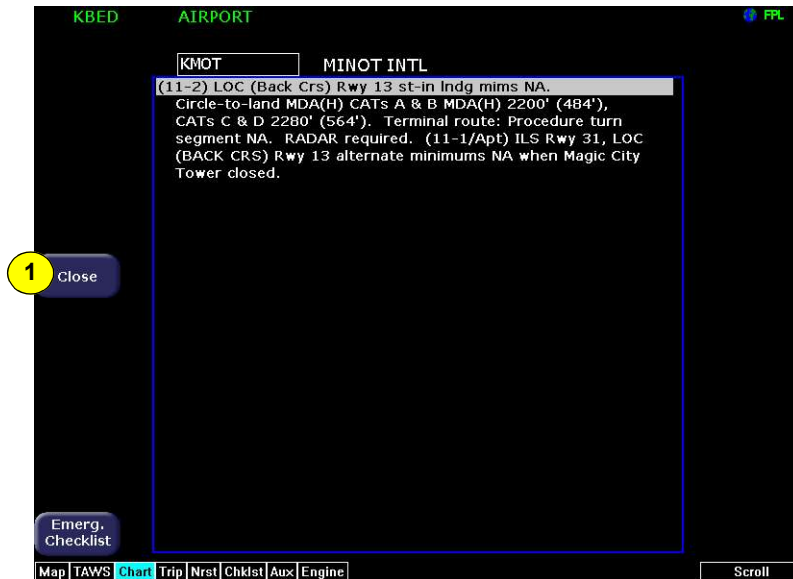 KBED AIRPORT FPL
KMOT MINOT INTL
(11-2) LOC (Back Crs) Rwy 13 st-in lndg mims NA.
Circle-to-land MDA(H) CATs A & B MDA(H) 2200' (484'),
CATs C & D 2280' (564'). Terminal route: Procedure turn
segment NA. RADAR required. (11-1/Apt) ILS Rwy 31, LOC
(BACK CRS) Rwy 13 alternate minimums NA when Magic City
Tower closed.
1 Close
Emerg.
Checklist
Map TAWS Chart Trip Nrst Chklst Aux Engine Scroll